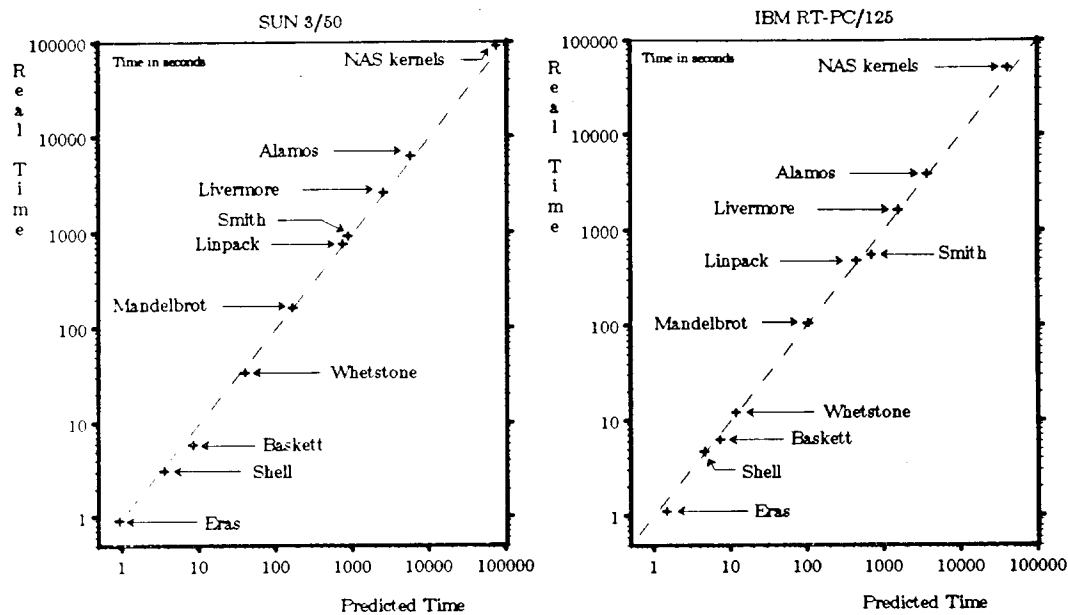 SUN 3/50
Real Time
Time in seconds
100000
10000
1000
100
10
1
NAS kernels
Alamos
Livermore
Smith
Linpack
Mandelbrot
Whetstone
Baskett
Shell
Eras
1 10 100 1000 10000 100000
Predicted Time
IBM RT-PC/125
Real Time
Time in seconds
100000
10000
1000
100
10
1
NAS kernels
Alamos
Livermore
Linpack
Smith
Mandelbrot
Whetstone
Baskett
Shell
Eras
1 10 100 1000 10000 100000
Predicted Time